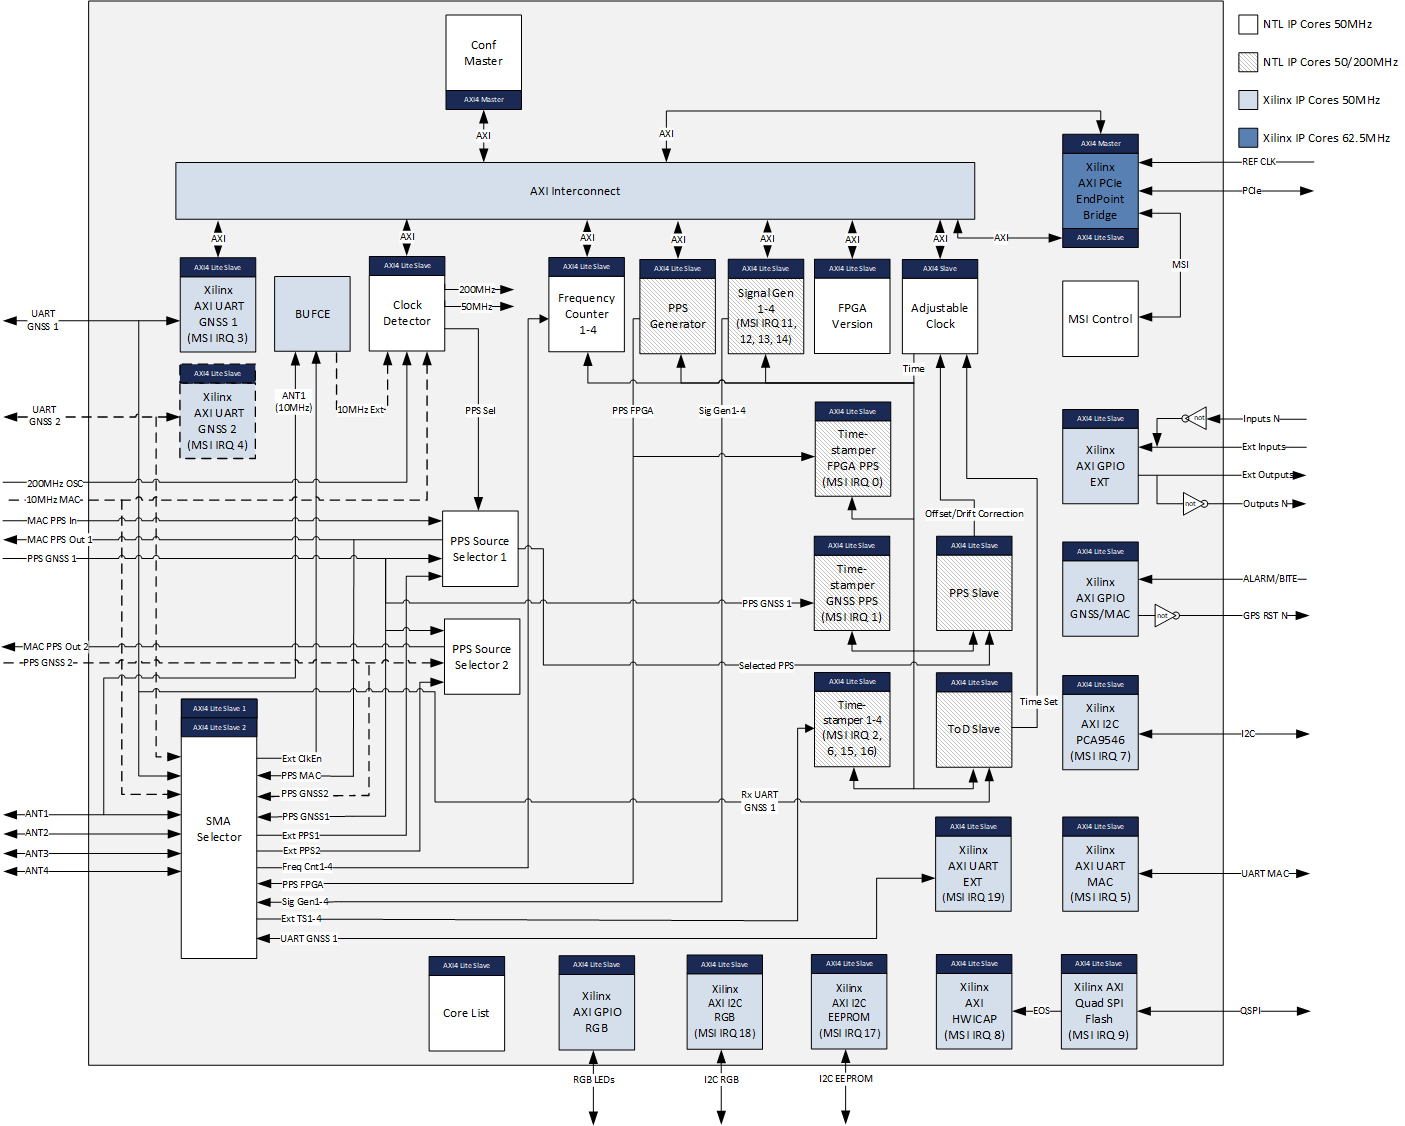 NTL IP Cores 50MHz
NTL IP Cores 50/200MHz
Xilinx IP Cores 50MHz
Xilinx IP Cores 62.5MHz
Conf
Master
AXI4 Master
AXI
AXI
AXI4 Master
Xilinx
AXI PCIe
EndPoint
Bridge
AXI4 Lite Slave
REF CLK
PCIe
MSI
MSI Control
AXI Interconnect
AXI
AXI
AXI
AXI
AXI
AXI
AXI
AXI
AXI4 Lite Slave
Xilinx
AXI UART
GNSS 1
(MSI IRQ 3)
BUFCE
AXI4 Lite Slave
Clock
Detector
200MHz
50MHz
AXI4 Lite Slave
Frequency
Counter
1-4
AXI4 Lite Slave
PPS
Generator
AXI4 Lite Slave
Signal Gen
1-4
(MSI IRQ 11,
12, 13, 14)
AXI4 Lite Slave
FPGA
Version
AXI4 Slave
Adjustable
Clock
Time
UART
GNSS 1
AXI4 Lite Slave
Xilinx
AXI UART
GNSS 2
(MSI IRQ 4)
UART
GNSS 2
ANT1
(10MHz)
10MHz Ext
PPS Sel
PPS FPGA
Sig Gen1-4
AXI4 Lite Slave
Time-
stamper
FPGA PPS
(MSI IRQ 0)
AXI4 Lite Slave
Xilinx
AXI GPIO
EXT
not
Inputs N
Ext Inputs
Ext Outputs
not
Outputs N
200MHz OSC
10MHz MAC
MAC PPS In
MAC PPS Out 1
PPS GNSS 1
PPS Source
Selector 1
Offset/Drift Correction
AXI4 Lite Slave
Time-
stamper
GNSS PPS
(MSI IRQ 1)
AXI4 Lite Slave
PPS Slave
AXI4 Lite Slave
Xilinx
AXI GPIO
GNSS/MAC
ALARM/BITE
not
GPS RST N
PPS GNSS 1
MAC PPS Out 2
PPS GNSS 2
PPS Source
Selector 2
Selected PPS
AXI4 Lite Slave
Time-
stamper 1-4
(MSI IRQ 2,
6, 15, 16)
AXI4 Lite Slave
ToD Slave
Time Set
AXI4 Lite Slave
Xilinx
AXI I2C
PCA9546
(MSI IRQ 7)
I2C
AXI4 Lite Slave 1
AXI4 Lite Slave 2
SMA
Selector
Ext ClkEn
PPS MAC
PPS GNSS2
PPS GNSS1
Ext PPS1
Ext PPS2
Freq Cnt1-4
PPS FPGA
Sig Gen1-4
Ext TS1-4
UART GNSS 1
Rx UART
GNSS 1
ANT1
ANT2
ANT3
ANT4
AXI4 Lite Slave
Xilinx
AXI UART
EXT
(MSI IRQ 19)
AXI4 Lite Slave
Xilinx
AXI UART
MAC
(MSI IRQ 5)
UART MAC
AXI4 Lite Slave
Core List
AXI4 Lite Slave
Xilinx
AXI GPIO
RGB
AXI4 Lite Slave
Xilinx
AXI I2C
RGB
(MSI IRQ 18)
AXI4 Lite Slave
Xilinx
AXI I2C
EEPROM
(MSI IRQ 17)
AXI4 Lite Slave
Xilinx
AXI
HWICAP
(MSI IRQ 8)
EOS
AXI4 Lite Slave
Xilinx AXI
Quad SPI
Flash
(MSI IRQ 9)
QSPI
RGB LEDs
I2C RGB
I2C EEPROM